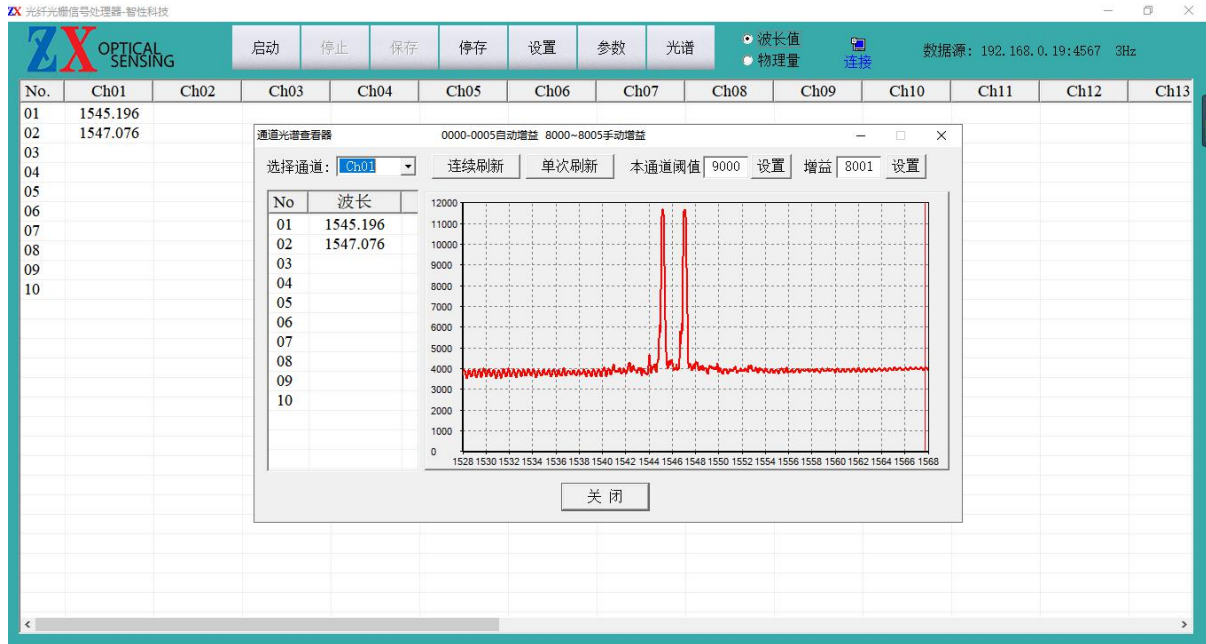 ZX 光纤光栅信号处理器-智性科技
ZX OPTICAL SENSING
启动 停止 保存 停存 设置 参数 光谱
波长值
物理量
连接
数据源: 192.168.0.19:4567 3Hz
No. Ch01 Ch02 Ch03 Ch04 Ch05 Ch06 Ch07 Ch08 Ch09 Ch10 Ch11 Ch12 Ch13
01 1545.196
02 1547.076
03
04
05
06
07
08
09
10
通道光谱查看器 0000-0005自动增益 8000~8005手动增益
选择通道: Ch01 连续刷新 单次刷新 本通道阈值 9000 设置 增益 8001 设置
No 波长
01 1545.196
02 1547.076
03
04
05
06
07
08
09
10
12000
11000
10000
9000
8000
7000
6000
5000
4000
3000
2000
1000
0
1528 1530 1532 1534 1536 1538 1540 1542 1544 1546 1548 1550 1552 1554 1556 1558 1560 1562 1564 1566 1568
关 闭